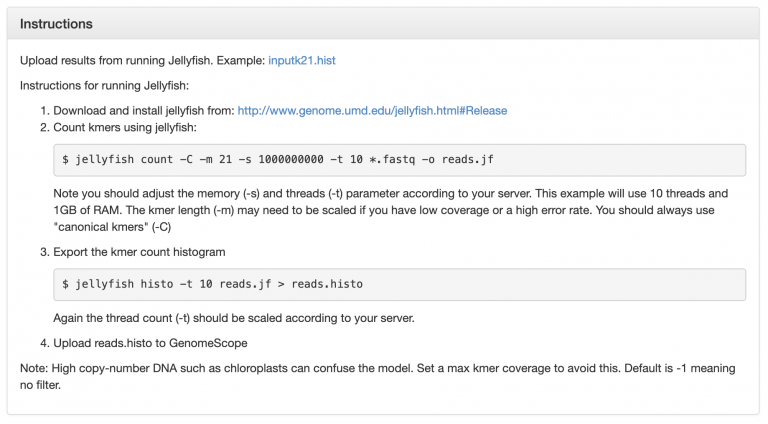 Instructions
Upload results from running Jellyfish. Example: inputk21.hist
Instructions for running Jellyfish:
1. Download and install jellyfish from: http://www.genome.umd.edu/jellyfish.html#Release
2. Count kmers using jellyfish:
$ jellyfish count -C -m 21 -s 1000000000 -t 10 *.fastq -o reads.jf
Note you should adjust the memory (-s) and threads (-t) parameter according to your server. This example will use 10 threads and
1GB of RAM. The kmer length (-m) may need to be scaled if you have low coverage or a high error rate. You should always use
"canonical kmers" (-C)
3. Export the kmer count histogram
$ jellyfish histo -t 10 reads.jf > reads.histo
Again the thread count (-t) should be scaled according to your server.
4. Upload reads.histo to GenomeScope
Note: High copy-number DNA such as chloroplasts can confuse the model. Set a max kmer coverage to avoid this. Default is -1 meaning
no filter.